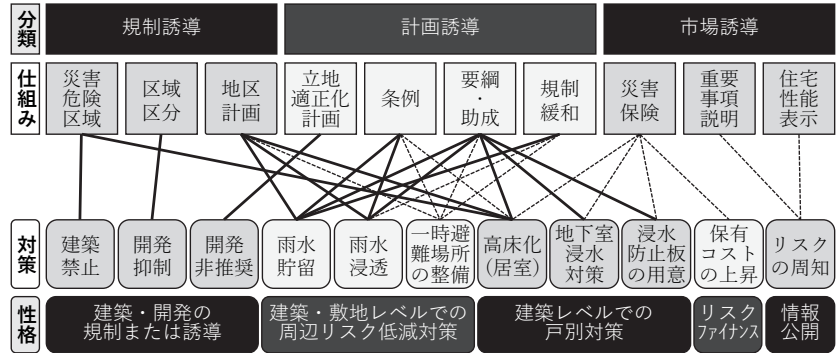 分類
規制誘導
計画誘導
市場誘導
仕組み
災害
危険
区域
区域
区分
地区
計画
立地
適正化
計画
条例
要綱
・
助成
規制
緩和
災害
保険
重要
事項
説明
住宅
性能
表示
対策
建築
禁止
開発
抑制
開発
非推奨
雨水
貯留
雨水
浸透
一時避
難場所
の整備
高床化
(居室)
地下室
浸水
対策
浸水
防止板
の用意
保有
コスト
の上昇
リスク
の周知
性格
建築・開発の
規制または誘導
建築・敷地レベルでの
周辺リスク低減対策
建築レベルでの
戸別対策
リスク
ファイナンス
情報
公開